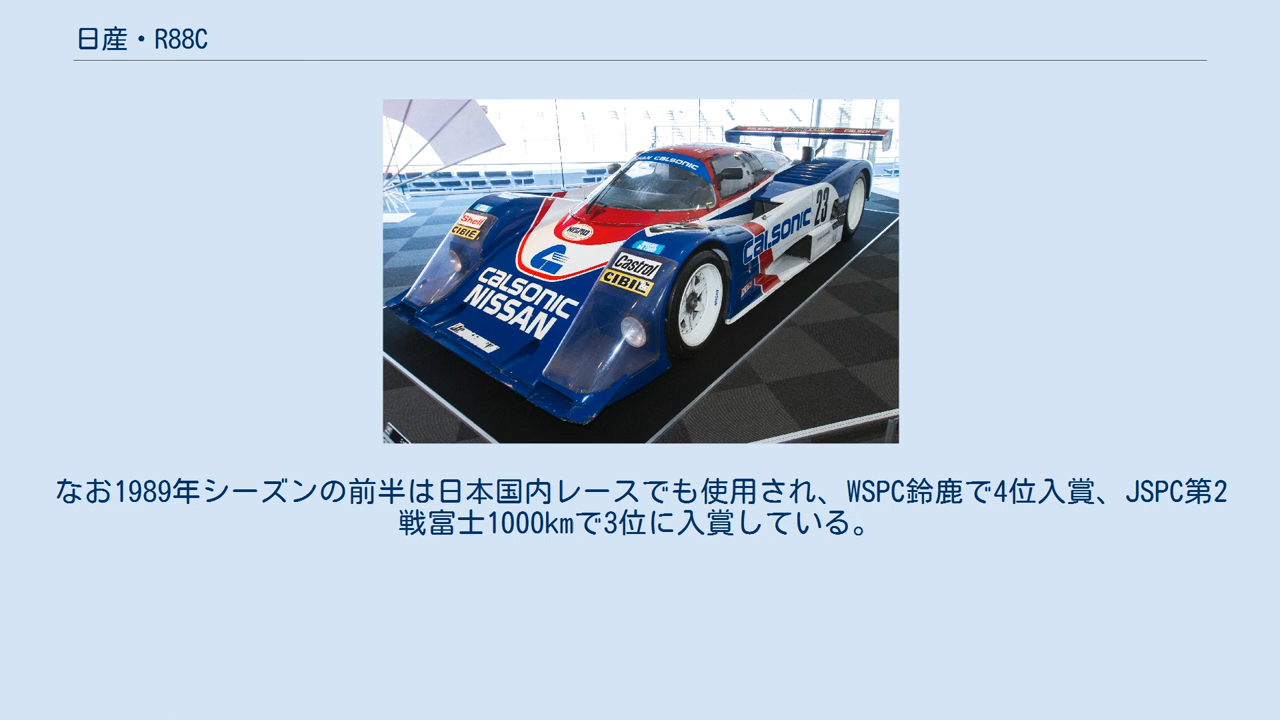 日産・R88C
CALSONIC
Shell
CIBIE
NISMO
Castrol
CIBIE
CALSONIC
23
CALSONIC
NISSAN
なお1989年シーズンの前半は日本国内レースでも使用され、WSPC鈴鹿で4位入賞、JSPC第2
戦富士1000kmで3位に入賞している。